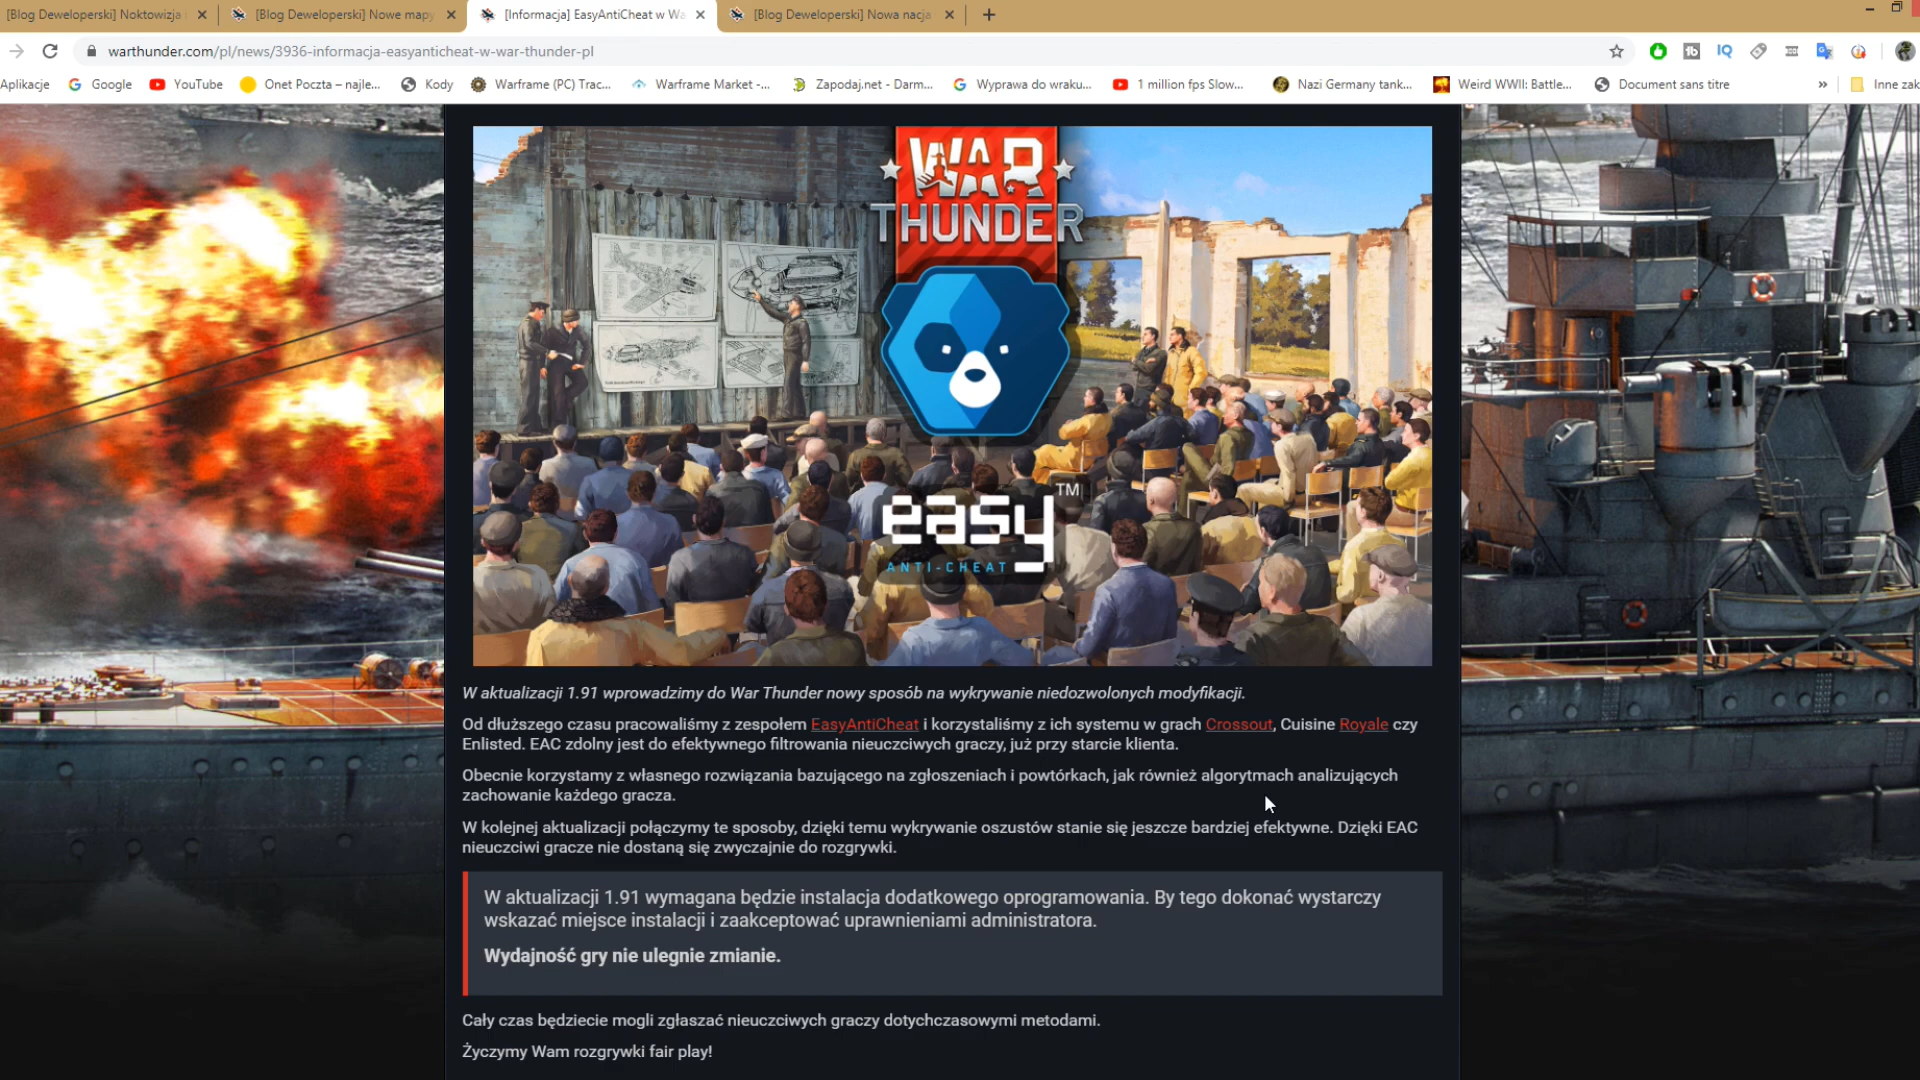 [Blog Deweloperski] Noktowizja
[Blog Deweloperski] Nowe mapy
[Informacja] EasyAntiCheat w Wa
[Blog Deweloperski] Nowa nacja
warthunder.com/pl/news/3936-informacja-easyanticheat-w-war-thunder-pl
Aplikacje
Google
YouTube
Onet Poczta – najle...
Kody
Warframe (PC) Trac...
Warframe Market -...
Zapodaj.net - Darm...
Wyprawa do wraku...
1 million fps Slow...
Nazi Germany tank...
Weird WWII: Battle...
Document sans titre
»
Inne zak
WAR
THUNDER
easy™
ANTI-CHEAT
W aktualizacji 1.91 wprowadzimy do War Thunder nowy sposób na wykrywanie niedozwolonych modyfikacji.
Od dłuższego czasu pracowaliśmy z zespołem EasyAntiCheat i korzystaliśmy z ich systemu w grach Crossout, Cuisine Royale czy
Enlisted. EAC zdolny jest do efektywnego filtrowania nieuczciwych graczy, już przy starcie klienta.
Obecnie korzystamy z własnego rozwiązania bazującego na zgłoszeniach i powtórkach, jak również algorytmach analizujących
zachowanie każdego gracza.
W kolejnej aktualizacji połączymy te sposoby, dzięki temu wykrywanie oszustów stanie się jeszcze bardziej efektywne. Dzięki EAC
nieuczciwi gracze nie dostaną się zwyczajnie do rozgrywki.
W aktualizacji 1.91 wymagana będzie instalacja dodatkowego oprogramowania. By tego dokonać wystarczy
wskazać miejsce instalacji i zaakceptować uprawnieniami administratora.
Wydajność gry nie ulegnie zmianie.
Cały czas będziecie mogli zgłaszać nieuczciwych graczy dotychczasowymi metodami.
Życzymy Wam rozgrywki fair play!